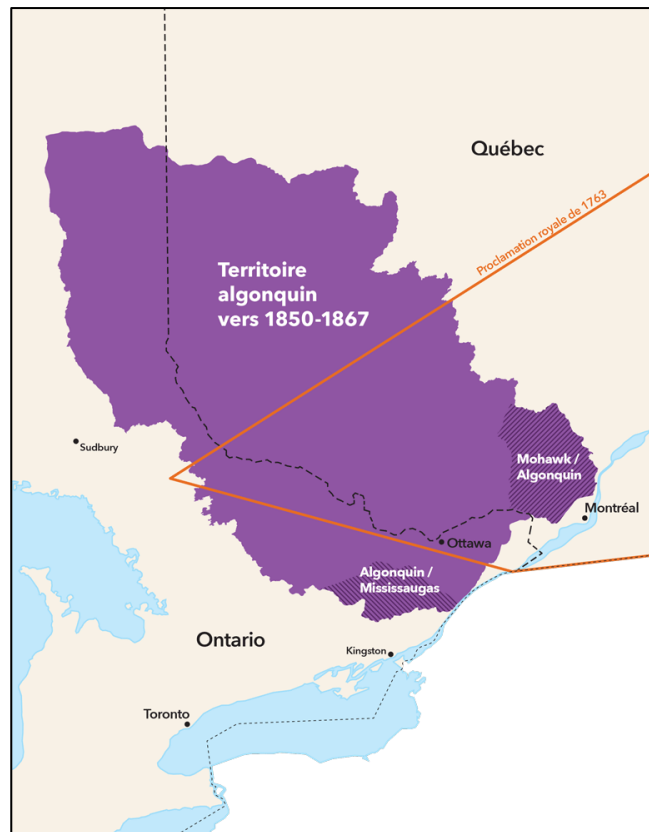 Québec
Proclamation royale de 1763
Territoire
algonquin
vers 1850-1867
Sudbury
Mohawk /
Algonquin
Montréal
Ottawa
Algonquin /
Mississaugas
Ontario
Kingston
Toronto